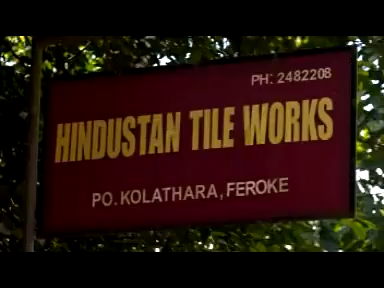 PH: 2482208
HINDUSTAN TILE WORKS
PO. KOLATHARA, FEROKE